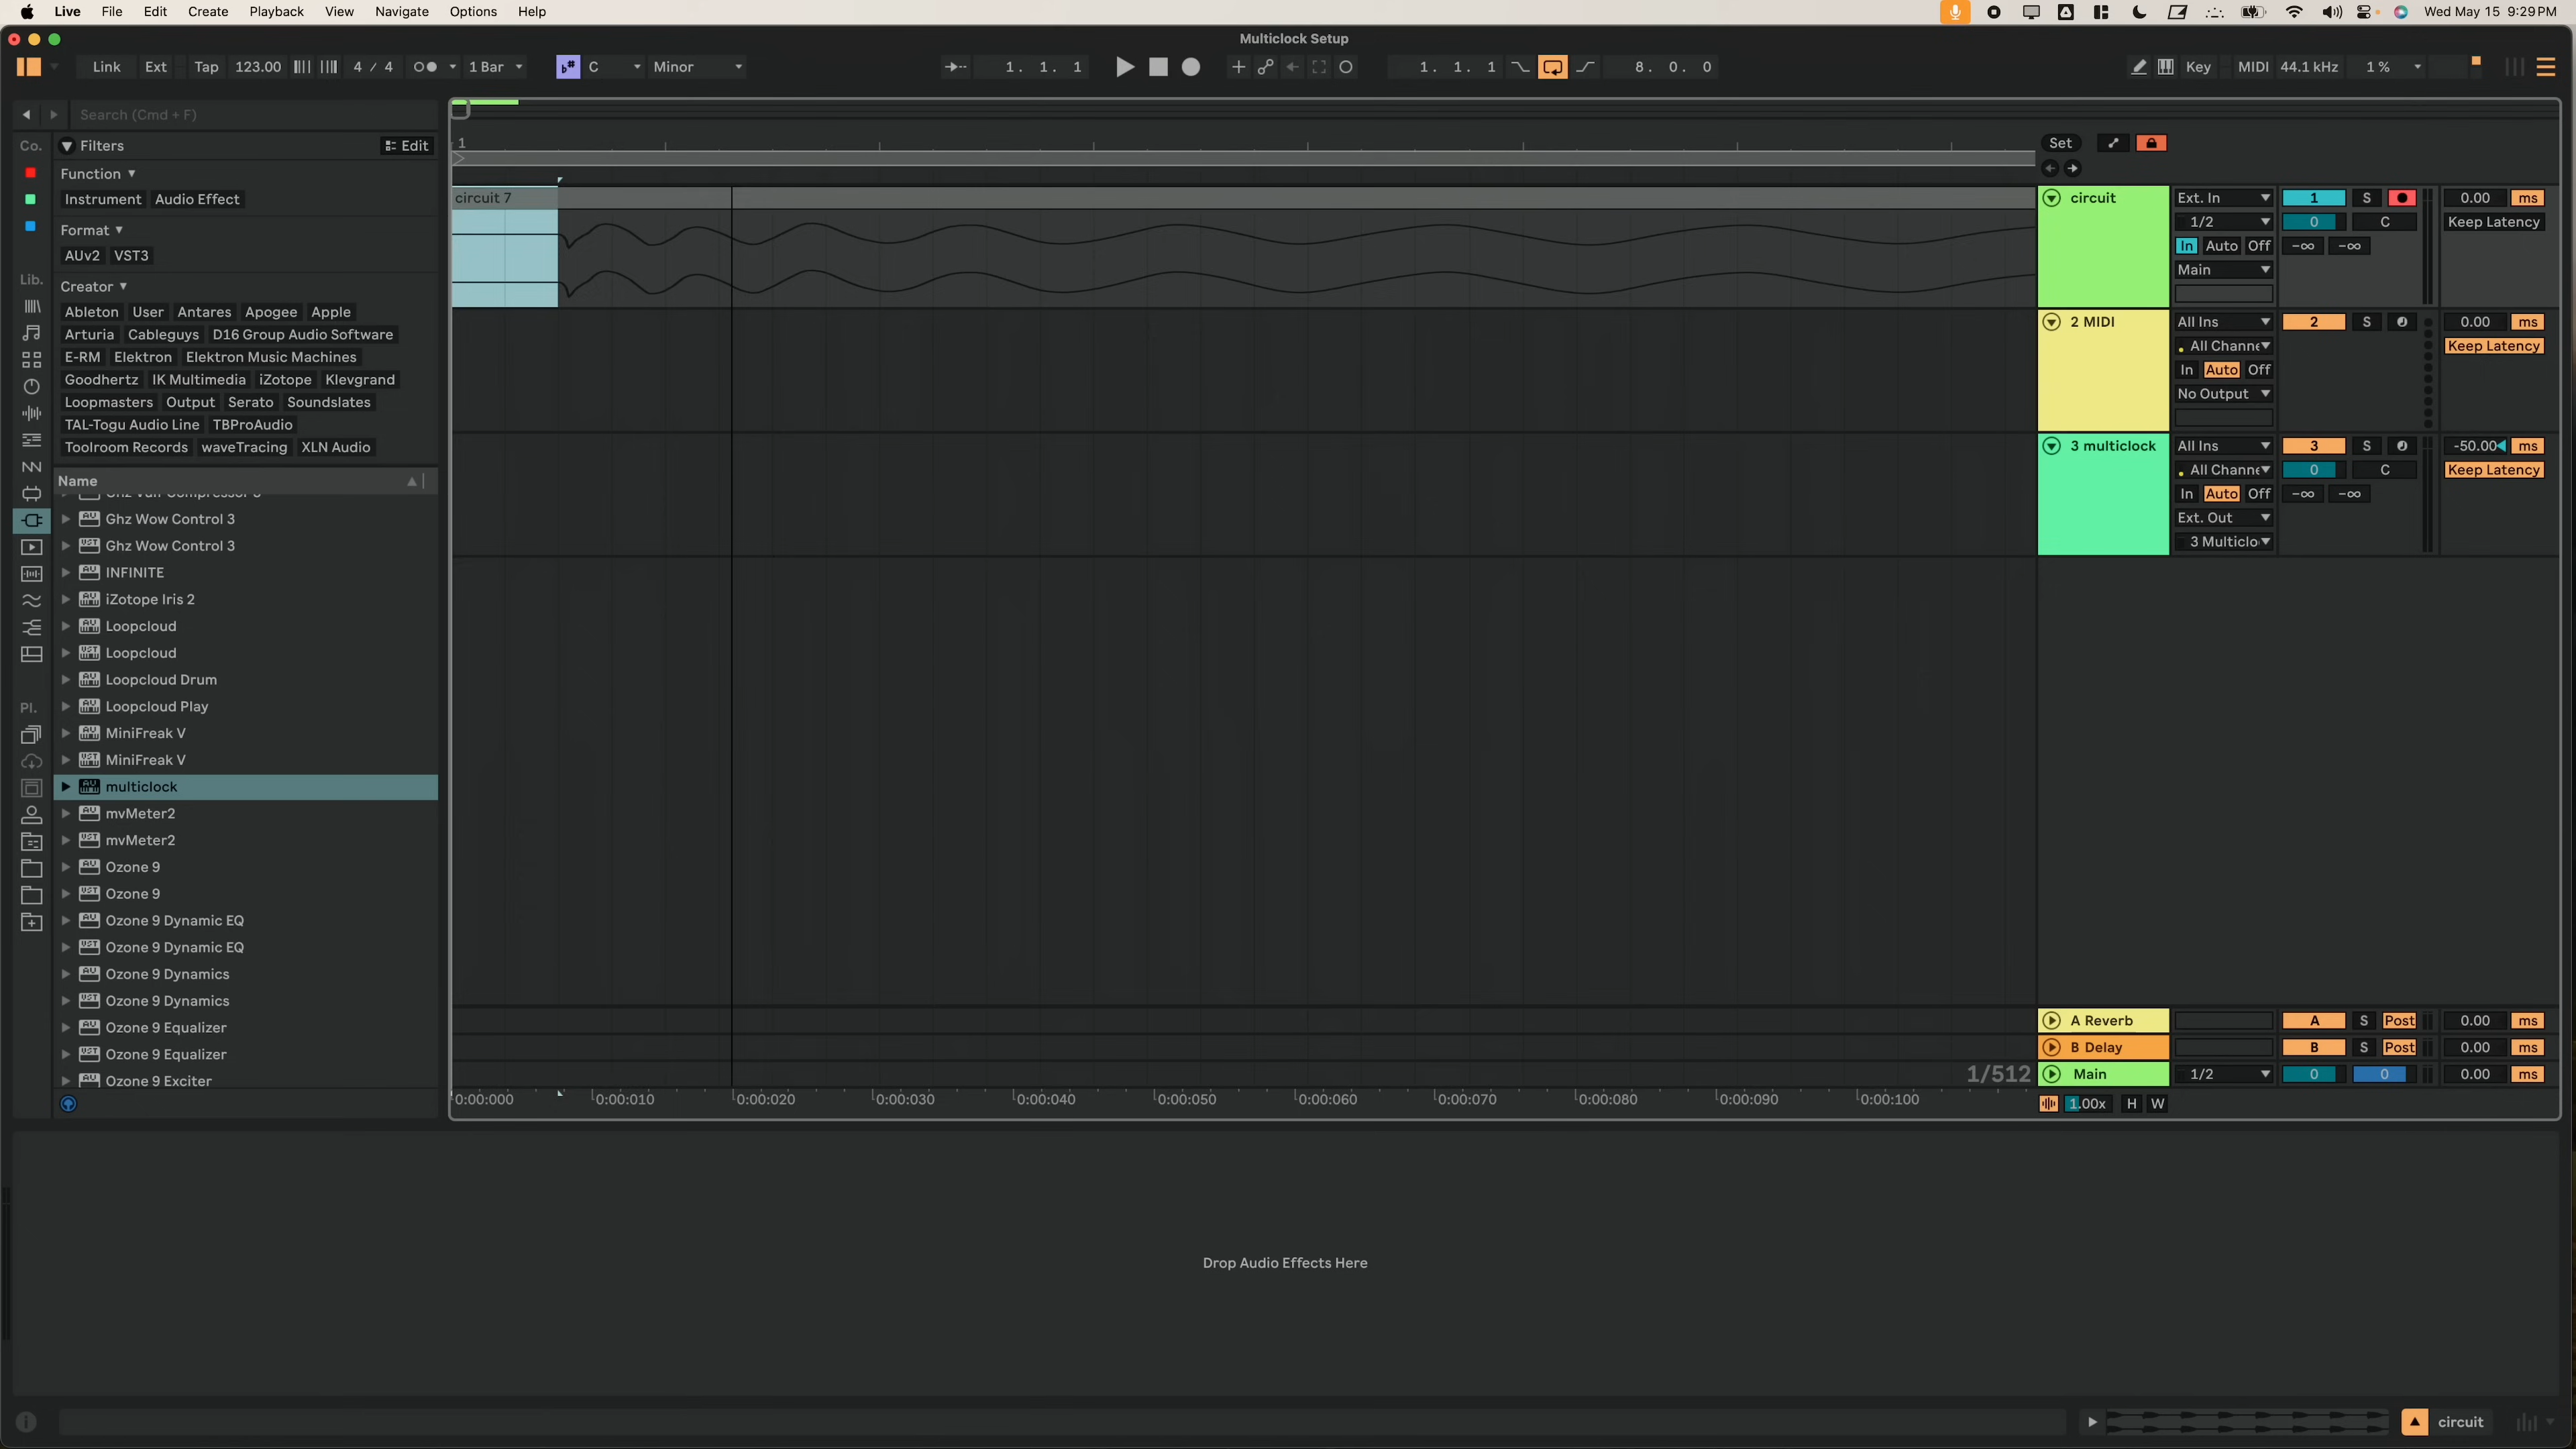 Live File Edit Create Playback View Navigate Options Help Wed May 15 9:29 PM
Multiclock Setup
Link Ext Tap 123.00 4 / 4 1 Bar C Minor 1. 1. 1 1. 1. 1 8. 0. 0 Key MIDI 44.1 kHz 1 %
Search (Cmd + F)
Co. Filters Edit
Function
Instrument Audio Effect
Format
AUv2 VST3
Lib.
Creator
Ableton User Antares Apogee Apple
Arturia Cableguys D16 Group Audio Software
E-RM Elektron Elektron Music Machines
Goodhertz IK Multimedia iZotope Klevgrand
Loopmasters Output Serato Soundslates
TAL-Togu Audio Line TBProAudio
Toolroom Records waveTracing XLN Audio
Name
Ghz Wow Control 3
Ghz Wow Control 3
INFINITE
iZotope Iris 2
Loopcloud
Loopcloud
Loopcloud Drum
Pl.
Loopcloud Play
MiniFreak V
MiniFreak V
multiclock
mvMeter2
mvMeter2
Ozone 9
Ozone 9
Ozone 9 Dynamic EQ
Ozone 9 Dynamic EQ
Ozone 9 Dynamics
Ozone 9 Dynamics
Ozone 9 Equalizer
Ozone 9 Equalizer
Ozone 9 Exciter
1
Set
circuit 7
circuit Ext. In 1 S 0.00 ms
1/2 0 C Keep Latency
In Auto Off -∞ -∞
Main
2 MIDI All Ins 2 S 0.00 ms
All Channe Keep Latency
In Auto Off
No Output
3 multiclock All Ins 3 S -50.00 ms
All Channe 0 C Keep Latency
In Auto Off -∞ -∞
Ext. Out
3 Multiclo
A Reverb A S Post 0.00 ms
B Delay B S Post 0.00 ms
1/512 Main 1/2 0 0 0.00 ms
0:00:000 0:00:010 0:00:020 0:00:030 0:00:040 0:00:050 0:00:060 0:00:070 0:00:080 0:00:090 0:00:100
1.00x H W
Drop Audio Effects Here
circuit